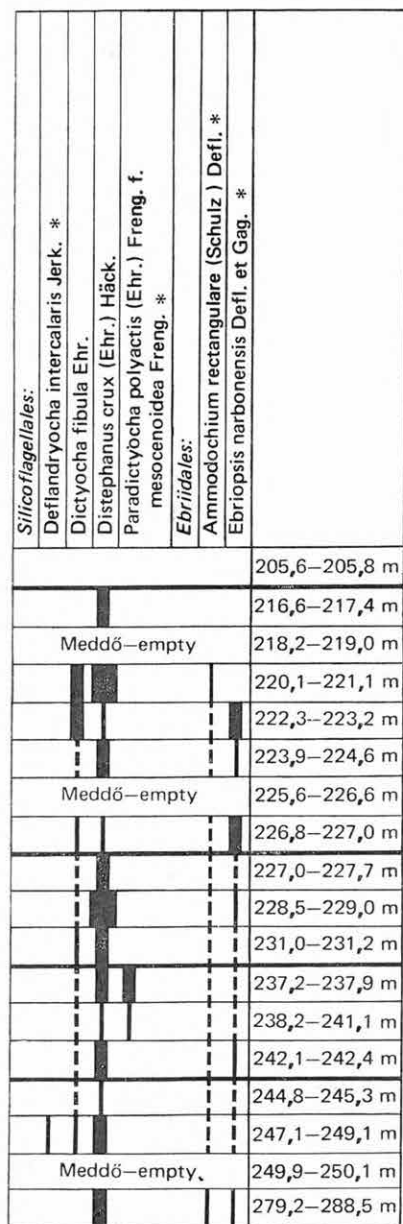 Silicoflagellales:
Deflandryocha intercalaris Jerk. *
Dictyocha fibula Ehr.
Distephanus crux (Ehr.) Häck.
Paradictyocha polyactis (Ehr.) Freng. f.
mesocenoidea Freng. *
Ebriidales:
Ammodochium rectangulare (Schulz ) Defl. *
Ebriopsis narbonensis Defl. et Gag. *
205,6–205,8 m
216,6–217,4 m
Meddő–empty 218,2–219,0 m
220,1–221,1 m
222,3–223,2 m
223,9–224,6 m
Meddő–empty 225,6–226,6 m
226,8–227,0 m
227,0–227,7 m
228,5–229,0 m
231,0–231,2 m
237,2–237,9 m
238,2–241,1 m
242,1–242,4 m
244,8–245,3 m
247,1–249,1 m
Meddő–empty 249,9–250,1 m
279,2–288,5 m